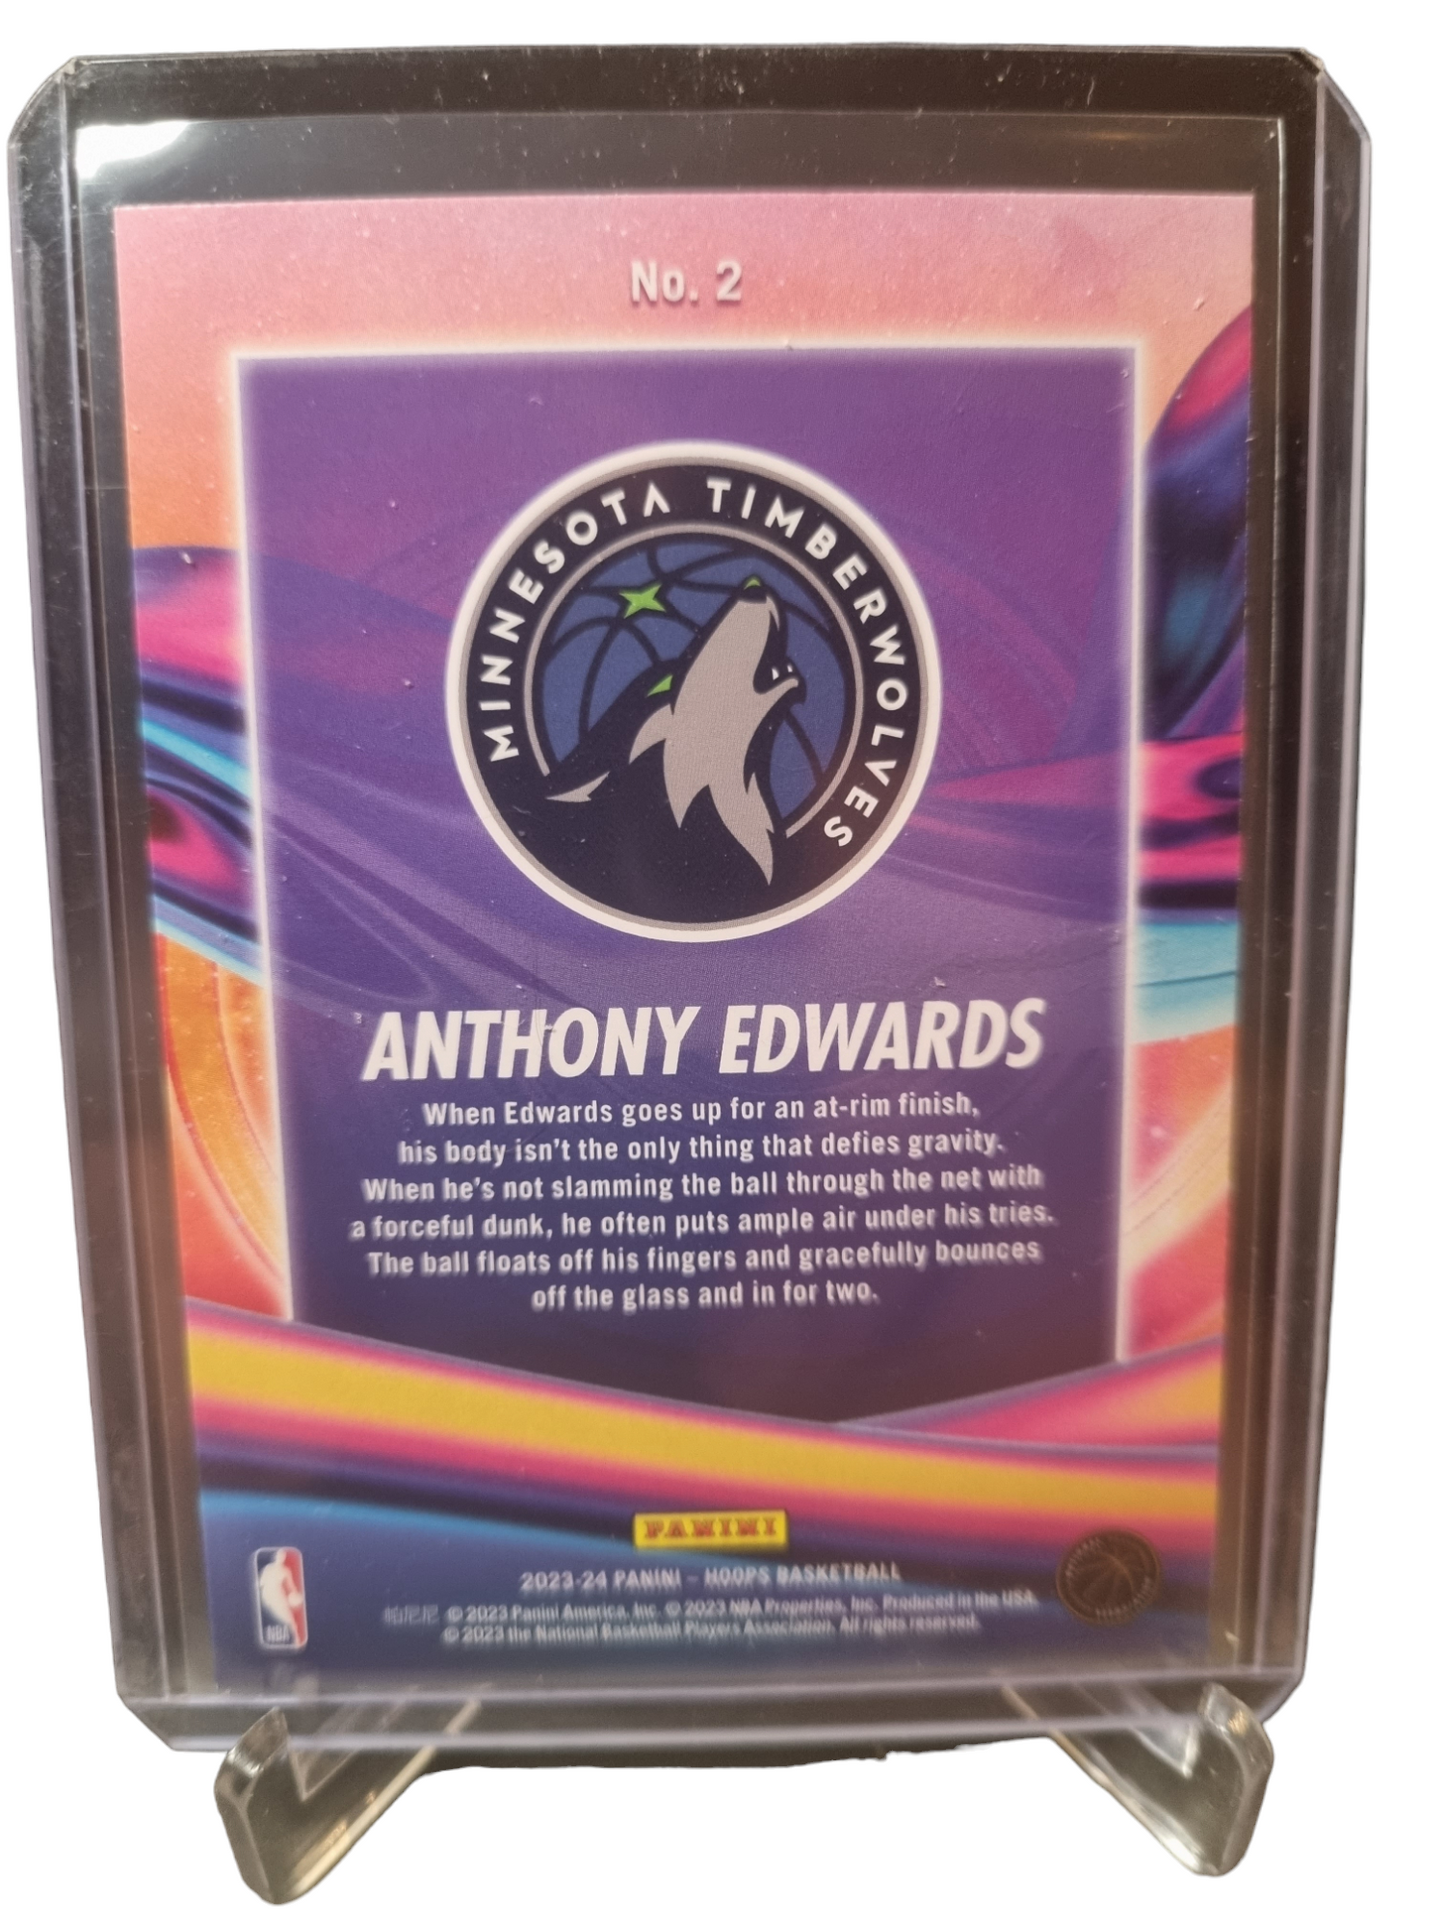 No. 2
MINNESOTA TIMBERWOLVES
ANTHONY EDWARDS
When Edwards goes up for an at-rim finish,
his body isn't the only thing that defies gravity.
When he's not slamming the ball through the net with
a forceful dunk, he often puts ample air under his tries.
The ball floats off his fingers and gracefully bounces
off the glass and in for two.
PANINI
2023-24 PANINI – HOOPS BASKETBALL
帕尼尼 © 2023 Panini America, Inc. © 2023 NBA Properties, Inc. Produced in the USA.
© 2023 the National Basketball Players Association. All rights reserved.
NBA